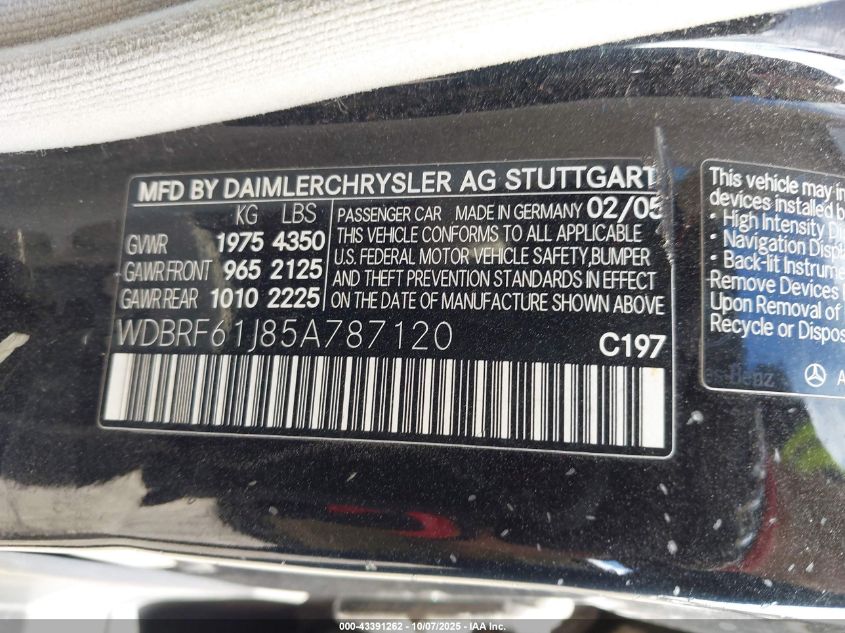 MFD BY DAIMLERCHRYSLER AG STUTTGART
KG LBS
GVWR 1975 4350
GAWR FRONT 965 2125
GAWR REAR 1010 2225
PASSENGER CAR MADE IN GERMANY 02/05
THIS VEHICLE CONFORMS TO ALL APPLICABLE
U.S. FEDERAL MOTOR VEHICLE SAFETY,BUMPER
AND THEFT PREVENTION STANDARDS IN EFFECT
ON THE DATE OF MANUFACTURE SHOWN ABOVE
WDBRF61J85A787120
C197
This vehicle may
devices installed
• High Intensity
• Navigation
• Back-lit
Remove Devices
Upon Removal of
Recycle or
000-43391262 | 10/07/2025 | IAA Inc.